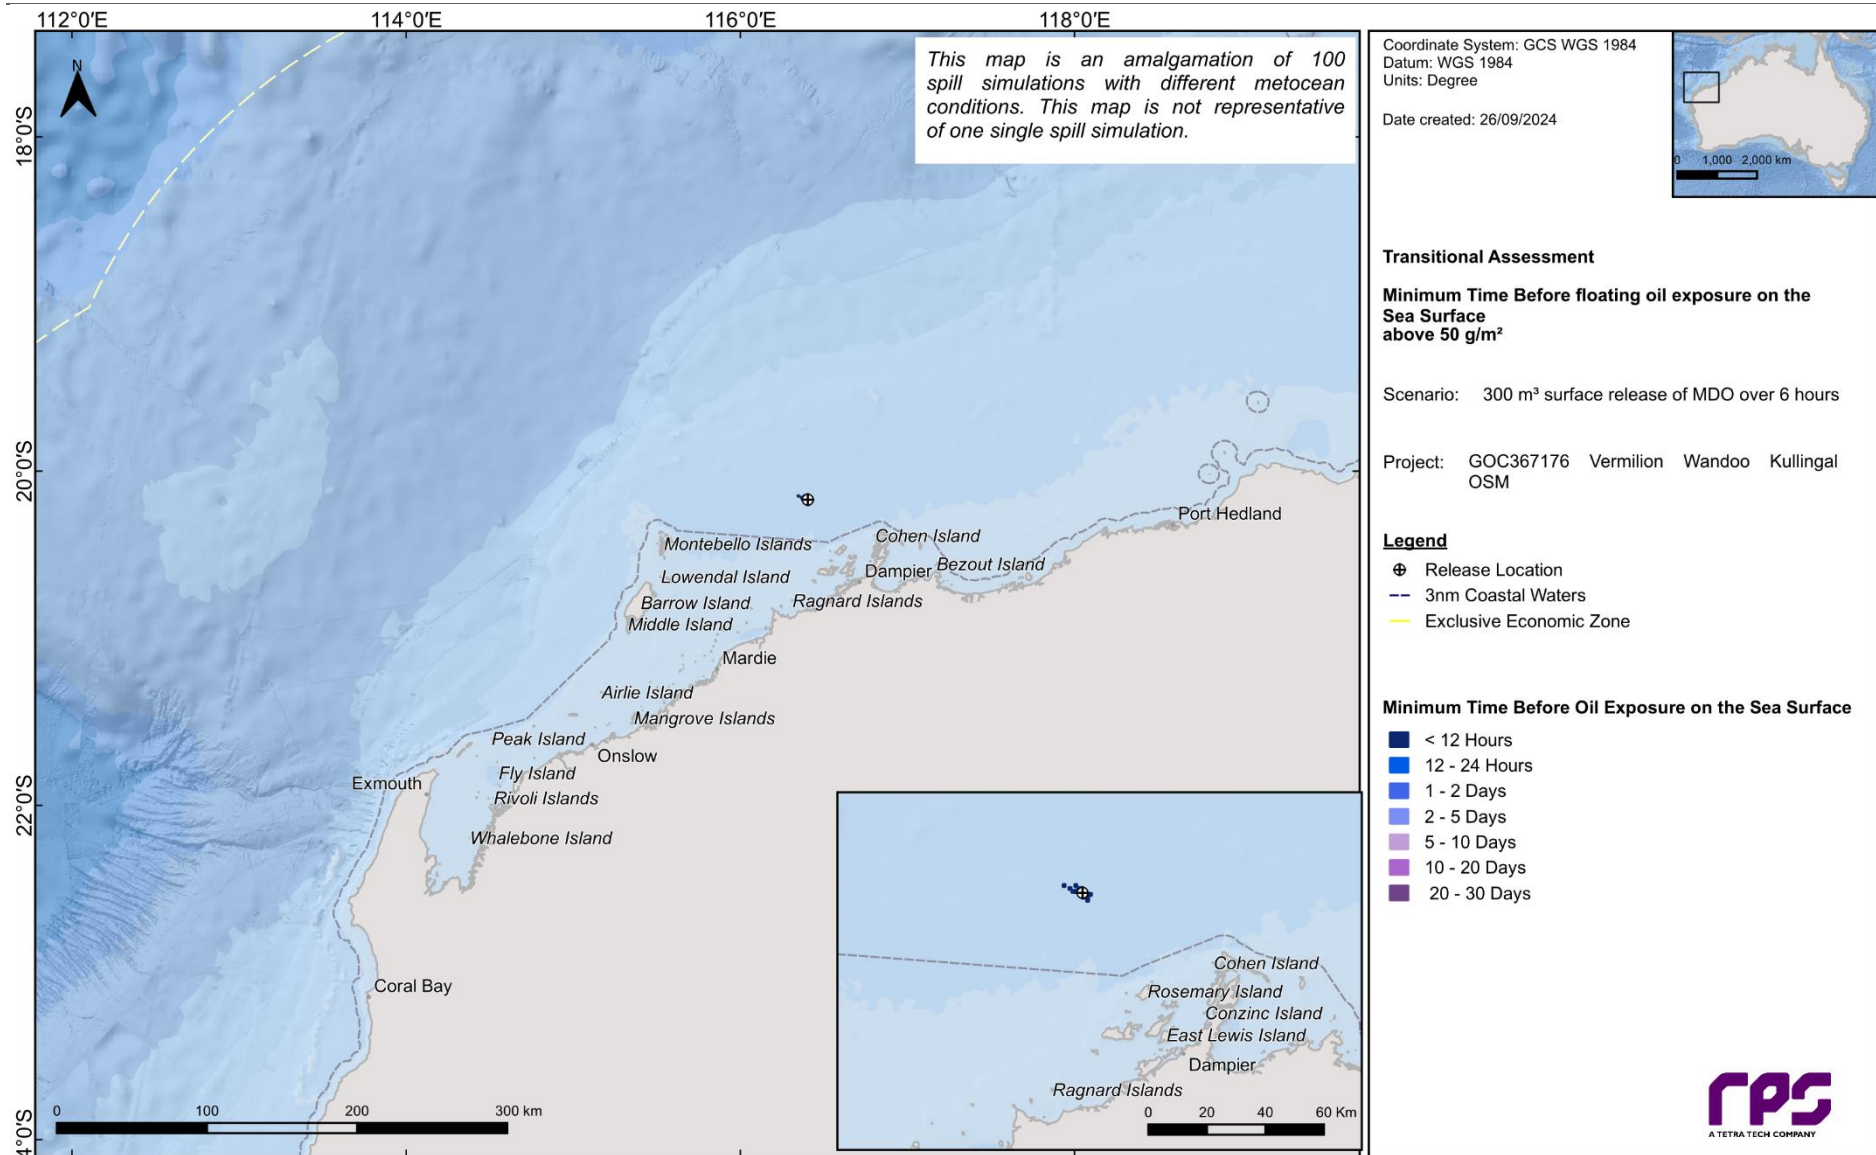 112°0'E
114°0'E
116°0'E
118°0'E
18°0'S
20°0'S
22°0'S
4°0'S
N
This map is an amalgamation of 100
spill simulations with different metocean
conditions. This map is not representative
of one single spill simulation.
Montebello Islands
Cohen Island
Port Hedland
Lowendal Island
Dampier
Bezout Island
Barrow Island
Ragnard Islands
Middle Island
Mardie
Airlie Island
Mangrove Islands
Peak Island
Onslow
Exmouth
Fly Island
Rivoli Islands
Whalebone Island
Coral Bay
0 100 200 300 km
Cohen Island
Rosemary Island
Conzinc Island
East Lewis Island
Dampier
Ragnard Islands
0 20 40 60 Km
Coordinate System: GCS WGS 1984
Datum: WGS 1984
Units: Degree
Date created: 26/09/2024
0 1,000 2,000 km
Transitional Assessment
Minimum Time Before floating oil exposure on the
Sea Surface
above 50 g/m²
Scenario: 300 m³ surface release of MDO over 6 hours
Project: GOC367176 Vermilion Wandoo Kullingal
OSM
Legend
Release Location
3nm Coastal Waters
Exclusive Economic Zone
Minimum Time Before Oil Exposure on the Sea Surface
< 12 Hours
12 - 24 Hours
1 - 2 Days
2 - 5 Days
5 - 10 Days
10 - 20 Days
20 - 30 Days
rps
A TETRA TECH COMPANY